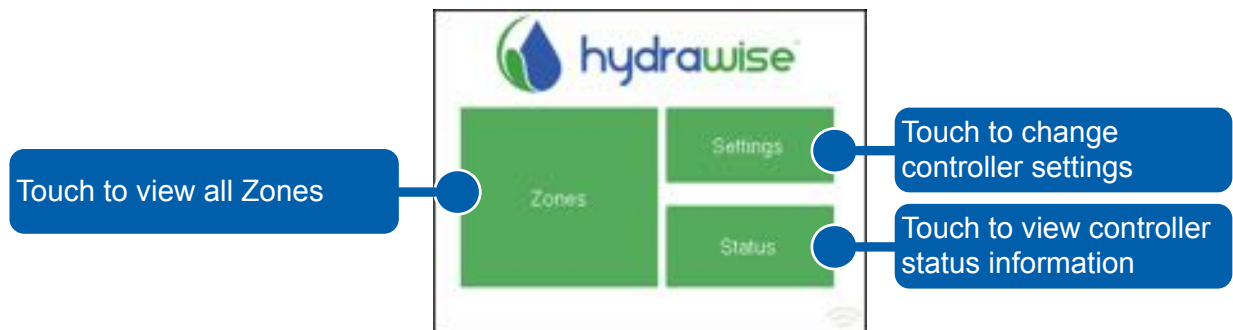 hydrawise™
Touch to change
controller settings
Settings
Touch to view all Zones
Zones
Touch to view controller
status information
Status